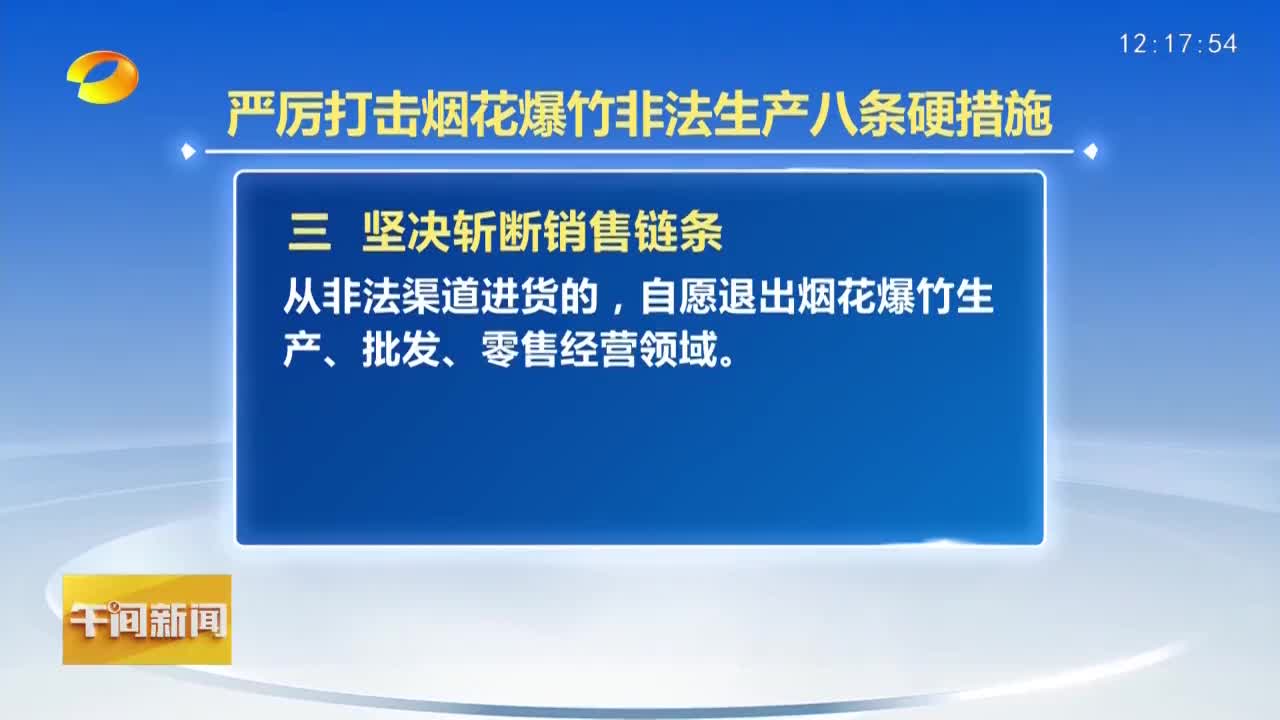 12:17:54
严厉打击烟花爆竹非法生产八条硬措施
三 坚决斩断销售链条
从非法渠道进货的，自愿退出烟花爆竹生
产、批发、零售经营领域。
午间新闻